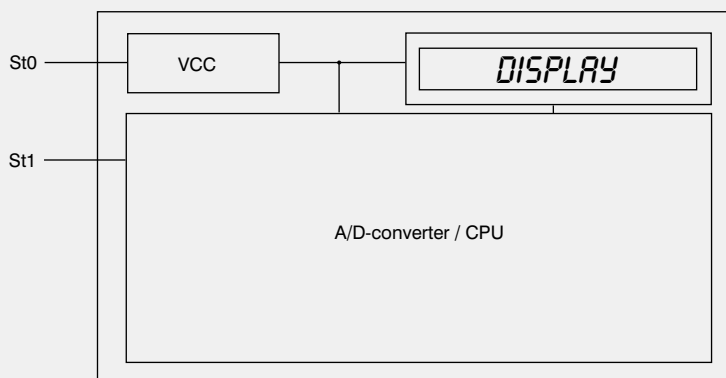 St0
VCC
DISPLAY
St1
A/D-converter / CPU